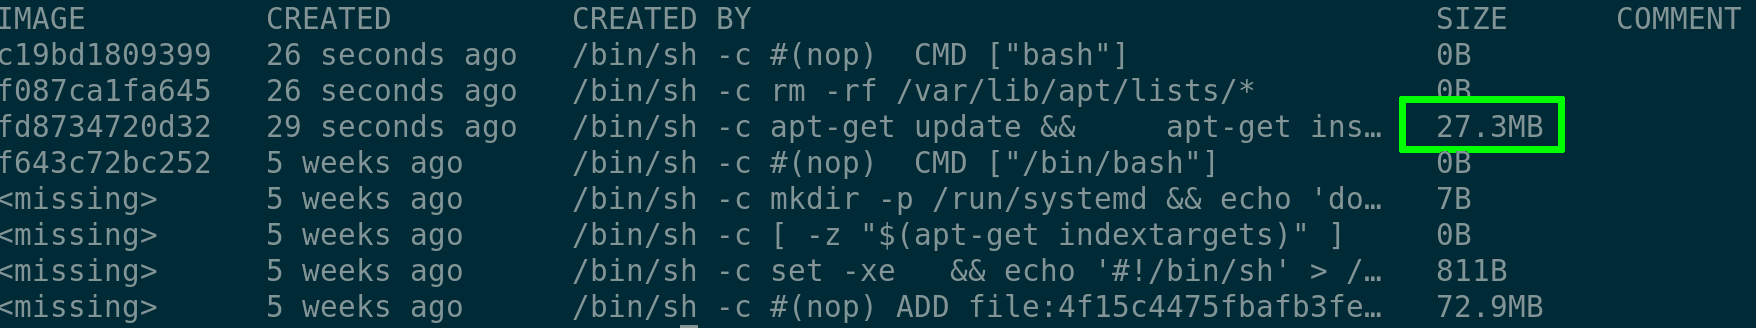 IMAGE CREATED CREATED BY SIZE COMMENT
c19bd1809399 26 seconds ago /bin/sh -c #(nop)  CMD ["bash"] 0B
f087ca1fa645 26 seconds ago /bin/sh -c rm -rf /var/lib/apt/lists/* 0B
fd8734720d32 29 seconds ago /bin/sh -c apt-get update &&     apt-get ins… 27.3MB
f643c72bc252 5 weeks ago /bin/sh -c #(nop)  CMD ["/bin/bash"] 0B
<missing> 5 weeks ago /bin/sh -c mkdir -p /run/systemd && echo 'do… 7B
<missing> 5 weeks ago /bin/sh -c [ -z "$(apt-get indextargets)" ] 0B
<missing> 5 weeks ago /bin/sh -c set -xe   && echo '#!/bin/sh' > /… 811B
<missing> 5 weeks ago /bin/sh -c #(nop) ADD file:4f15c4475fbafb3fe… 72.9MB